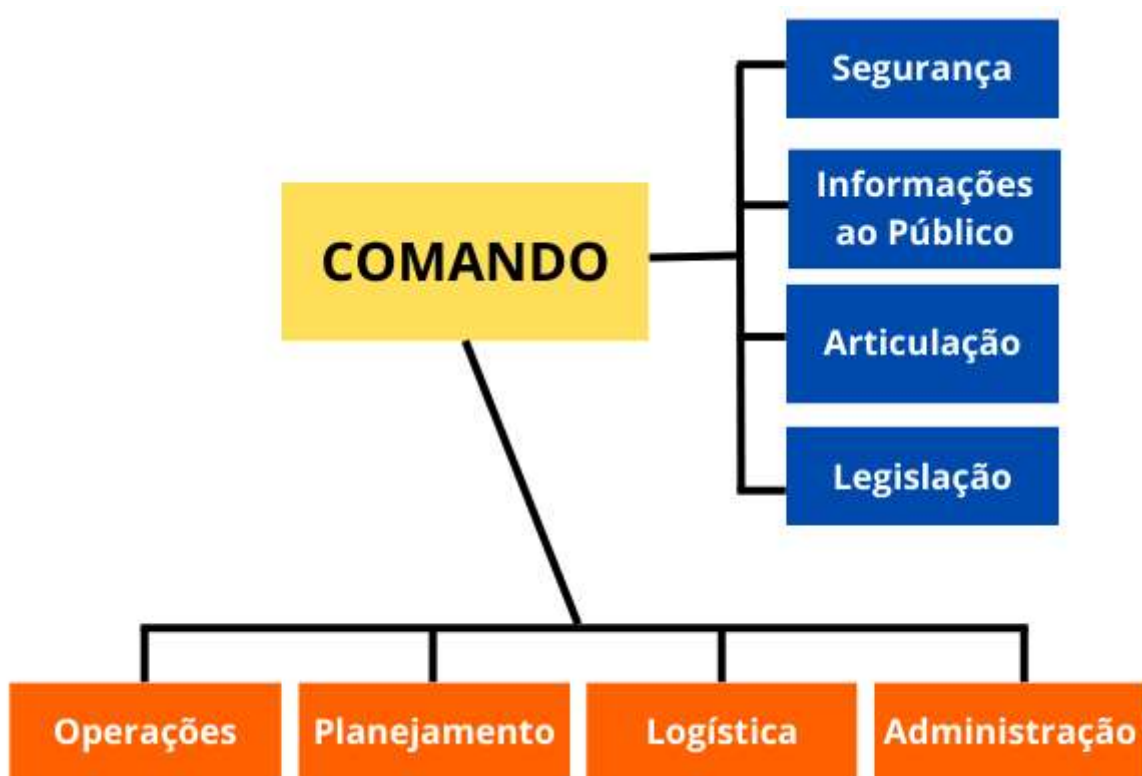 Segurança
Informações
ao Público
COMANDO
Articulação
Legislação
Operações
Planejamento
Logística
Administração